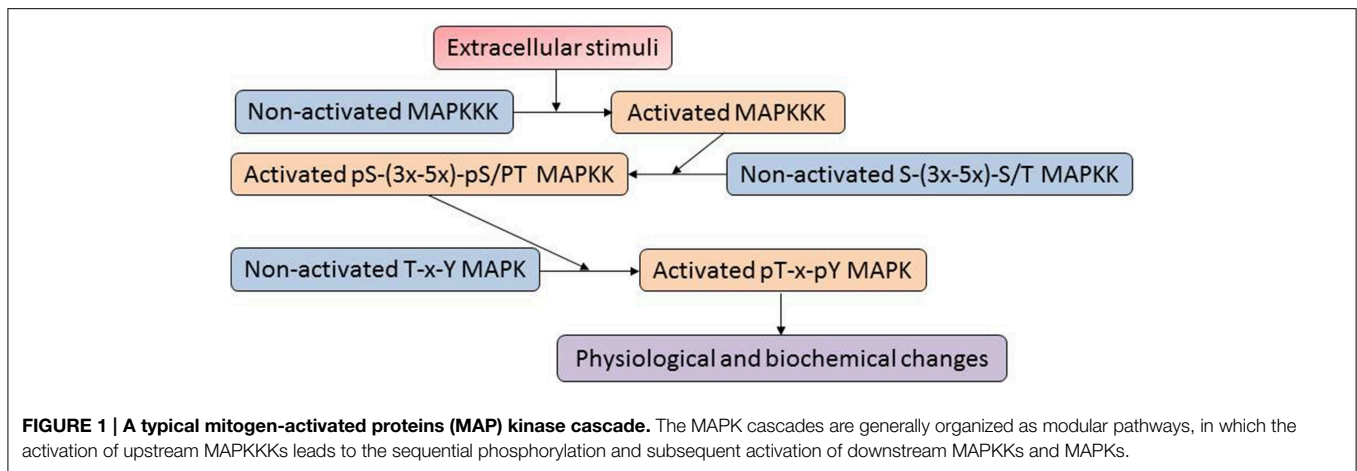 Extracellular stimuli
Non-activated MAPKKK
Activated MAPKKK
Activated pS-(3x-5x)-pS/PT MAPKK
Non-activated S-(3x-5x)-S/T MAPKK
Non-activated T-x-Y MAPK
Activated pT-x-pY MAPK
Physiological and biochemical changes
FIGURE 1 | A typical mitogen-activated proteins (MAP) kinase cascade. The MAPK cascades are generally organized as modular pathways, in which the
activation of upstream MAPKKKs leads to the sequential phosphorylation and subsequent activation of downstream MAPKKs and MAPKs.